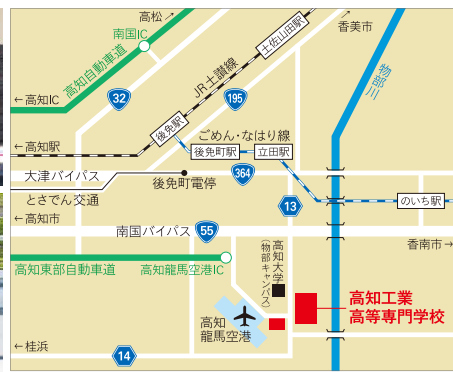 高松↗
↗
香美市
南国IC
土佐山田駅
高知自動車道
JR土讃線
物部川
←高知IC
32
195
後免駅
ごめん・なはり線
←高知駅
後免町駅
立田駅
大津バイパス
364
後免町電停
とさでん交通
13
のいち駅
←高知市
南国バイパス
55
香南市→
高知東部自動車道
高知龍馬空港IC
高知大学
(物部キャンパス)
高知工業
高等専門学校
高知
龍馬空港
←桂浜
14